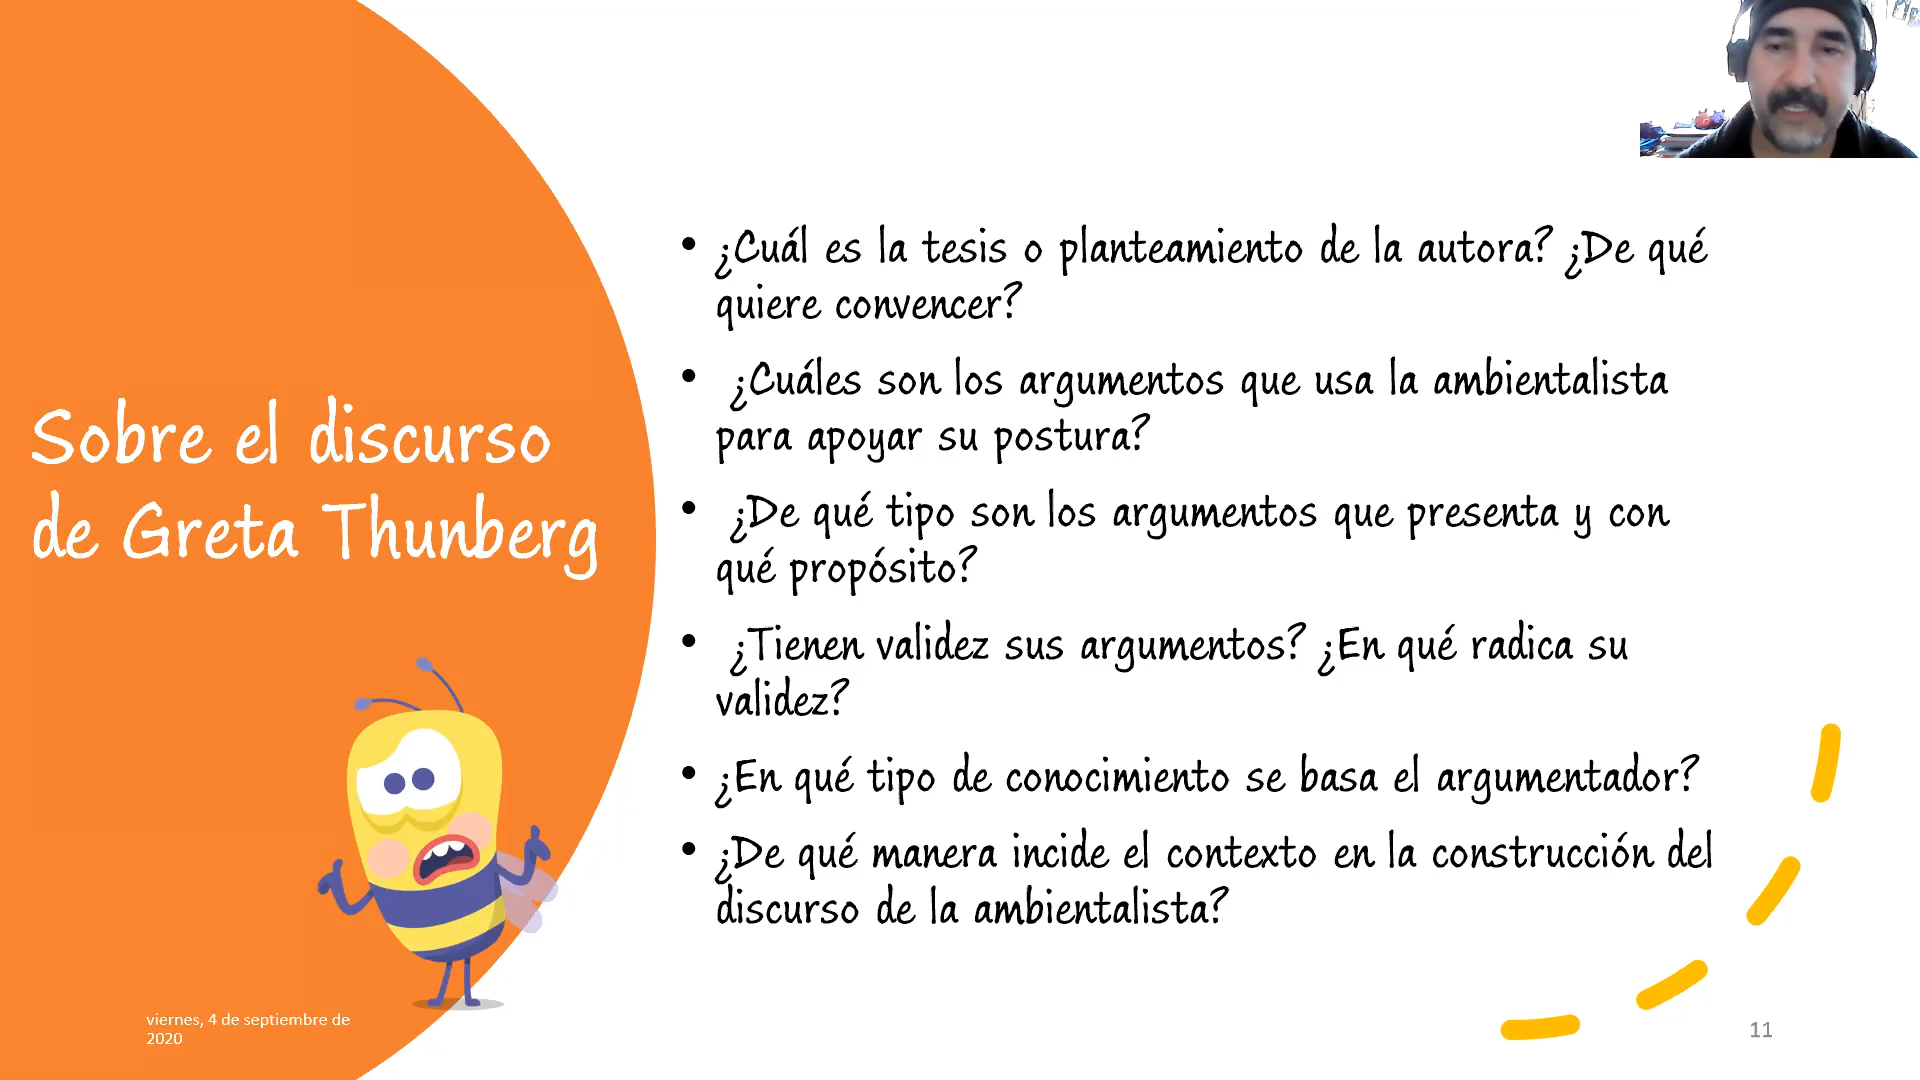 Sobre el discurso
de Greta Thunberg
• ¿Cuál es la tesis o planteamiento de la autora? ¿De qué
quiere convencer?
• ¿Cuáles son los argumentos que usa la ambientalista
para apoyar su postura?
• ¿De qué tipo son los argumentos que presenta y con
qué propósito?
• ¿Tienen validez sus argumentos? ¿En qué radica su
validez?
• ¿En qué tipo de conocimiento se basa el argumentador?
• ¿De qué manera incide el contexto en la construcción del
discurso de la ambientalista?
viernes, 4 de septiembre de
2020
11